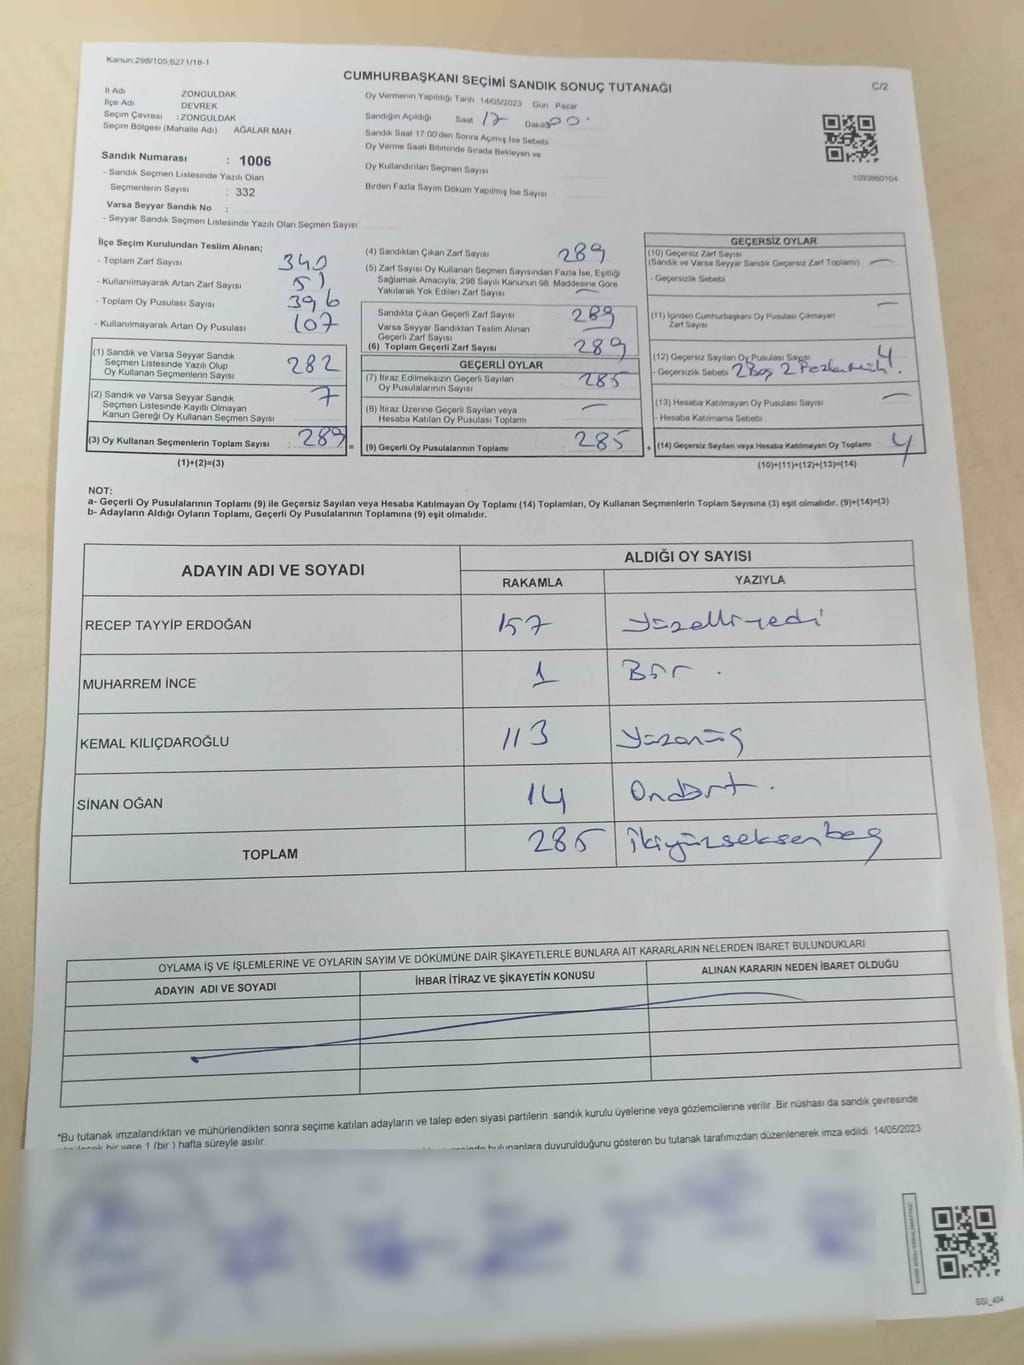 Kanun.298/105,6271/18-1
CUMHURBAŞKANI SEÇİMİ SANDIK SONUÇ TUTANAĞI
C/2
İl Adı ZONGULDAK
İlçe Adı DEVREK
Seçim Çevresi : ZONGULDAK
Seçim Bölgesi (Mahalle Adı) AĞALAR MAH
Oy Vermenin Yapıldığı Tarih 14/05/2023 Gün Pazar
Sandığın Açıldığı Saat 17 Dakika 00
Sandık Saat 17:00'den Sonra Açılmış İse Sebebi
Oy Verme Saati Bitiminde Sırada Bekleyen ve
Oy Kullandırılan Seçmen Sayısı
Birden Fazla Sayım Döküm Yapılmış İse Sayısı
1093860104
Sandık Numarası : 1006
- Sandık Seçmen Listesinde Yazılı Olan
Seçmenlerin Sayısı : 332
Varsa Seyyar Sandık No :
- Seyyar Sandık Seçmen Listesinde Yazılı Olan Seçmen Sayısı
İlçe Seçim Kurulundan Teslim Alınan;
- Toplam Zarf Sayısı 340
- Kullanılmayarak Artan Zarf Sayısı 51
- Toplam Oy Pusulası Sayısı 396
- Kullanılmayarak Artan Oy Pusulası 107
(1) Sandık ve Varsa Seyyar Sandık
Seçmen Listesinde Yazılı Olup
Oy Kullanan Seçmenlerin Sayısı 282
(2) Sandık ve Varsa Seyyar Sandık
Seçmen Listesinde Kayıtlı Olmayan
Kanun Gereği Oy Kullanan Seçmen Sayısı 7
(3) Oy Kullanan Seçmenlerin Toplam Sayısı 289 =
(1)+(2)=(3)
(4) Sandıktan Çıkan Zarf Sayısı 289
(5) Zarf Sayısı Oy Kullanan Seçmen Sayısından Fazla İse, Eşitliği
Sağlamak Amacıyla, 298 Sayılı Kanunun 98. Maddesine Göre
Yakılarak Yok Edilen Zarf Sayısı —
Sandıkta Çıkan Geçerli Zarf Sayısı 289
Varsa Seyyar Sandıktan Teslim Alınan
Geçerli Zarf Sayısı —
(6) Toplam Geçerli Zarf Sayısı 289
GEÇERLİ OYLAR
(7) İtiraz Edilmeksizin Geçerli Sayılan
Oy Pusulalarının Sayısı 285
(8) İtiraz Üzerine Geçerli Sayılan veya
Hesaba Katılan Oy Pusulası Toplamı —
(9) Geçerli Oy Pusulalarının Toplamı 285 +
GEÇERSİZ OYLAR
(10) Geçersiz Zarf Sayısı
(Sandık ve Varsa Seyyar Sandık Geçersiz Zarf Toplamı) —
- Geçersizlik Sebebi
(11) İçinden Cumhurbaşkanı Oy Pusulası Çıkmayan
Zarf Sayısı —
(12) Geçersiz Sayılan Oy Pusulası Sayısı 4
- Geçersizlik Sebebi 2 Boş 2
(13) Hesaba Katılmayan Oy Pusulası Sayısı —
- Hesaba Katılmama Sebebi
(14) Geçersiz Sayılan veya Hesaba Katılmayan Oy Toplamı : 4
(10)+(11)+(12)+(13)=(14)
NOT:
a- Geçerli Oy Pusulalarının Toplamı (9) ile Geçersiz Sayılan veya Hesaba Katılmayan Oy Toplamı (14) Toplamları, Oy Kullanan Seçmenlerin Toplam Sayısına (3) eşit olmalıdır. (9)+(14)=(3)
b- Adayların Aldığı Oyların Toplamı, Geçerli Oy Pusulalarının Toplamına (9) eşit olmalıdır.
ADAYIN ADI VE SOYADI
ALDIĞI OY SAYISI
RAKAMLA YAZIYLA
RECEP TAYYİP ERDOĞAN 157 Yüzelliyedi
MUHARREM İNCE 1 Bir .
KEMAL KILIÇDAROĞLU 113 Yüzonüç
SİNAN OĞAN 14 Ondört .
TOPLAM 285 İkiyüzseksenbeş
OYLAMA İŞ VE İŞLEMLERİNE VE OYLARIN SAYIM VE DÖKÜMÜNE DAİR ŞİKAYETLERLE BUNLARA AİT KARARLARIN NELERDEN İBARET BULUNDUKLARI
ADAYIN ADI VE SOYADI İHBAR İTİRAZ VE ŞİKAYETİN KONUSU ALINAN KARARIN NEDEN İBARET OLDUĞU
*Bu tutanak imzalandıktan ve mühürlendikten sonra seçime katılan adayların ve talep eden siyasi partilerin sandık kurulu üyelerine veya gözlemcilerine verilir. Bir nüshası da sandık çevresinde
bir yere 1 (bir ) hafta süreyle asılır.
bulunanlara duyurulduğunu gösteren bu tutanak tarafımızdan düzenlenerek imza edildi. 14/05/2023
SSI_404